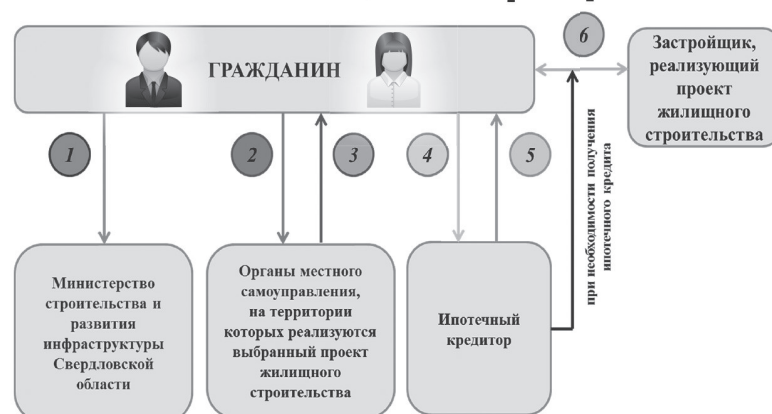 6
ГРАЖДАНИН
Застройщик,
реализующий
проект
жилищного
строительства
1
2
3
4
5
при необходимости получения
ипотечного кредита
Министерство
строительства и
развития
инфраструктуры
Свердловской
области
Органы местного
самоуправления,
на территории
которых реализуются
выбранный проект
жилищного
строительства
Ипотечный
кредитор